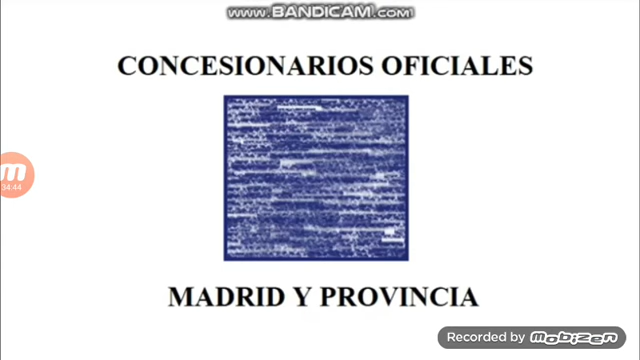 www.BANDICAM.com
CONCESIONARIOS OFICIALES
34:44
MADRID Y PROVINCIA
Recorded by mobizen